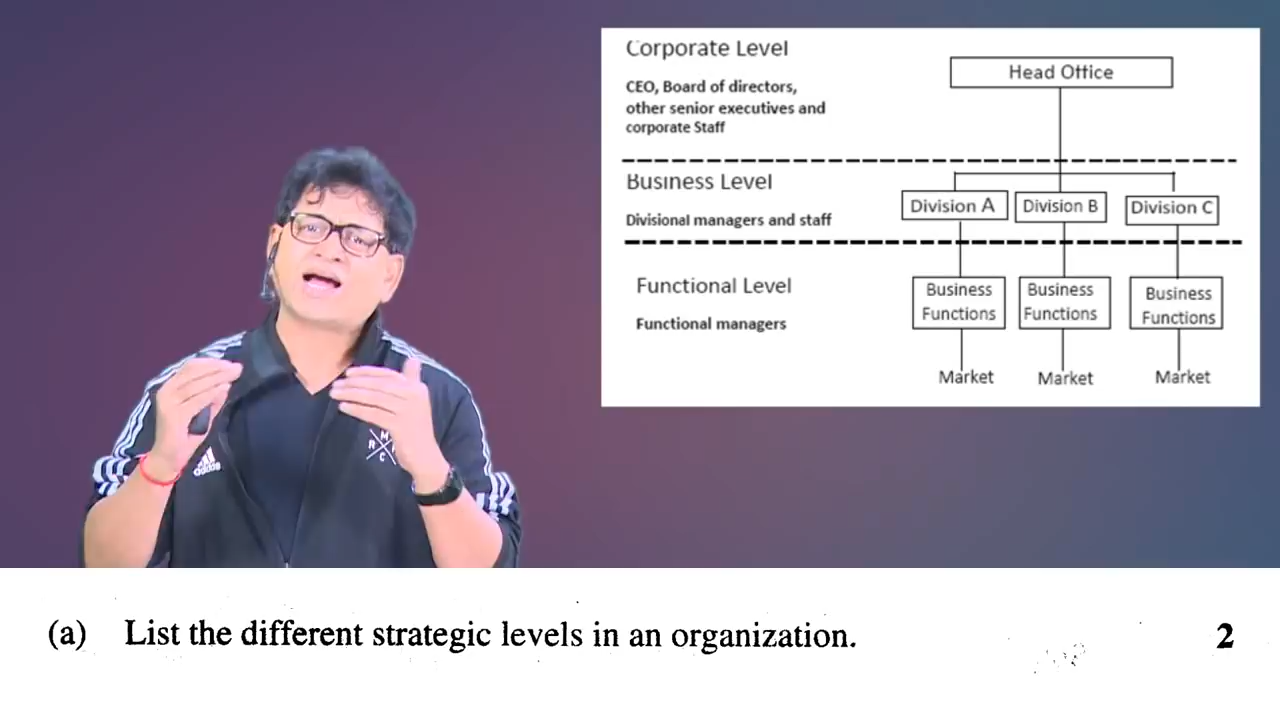 Corporate Level
Head Office
CEO, Board of directors,
other senior executives and
corporate Staff
Business Level
Divisional managers and staff
Division A
Division B
Division C
Functional Level
Functional managers
Business
Functions
Business
Functions
Business
Functions
Market
Market
Market
adidas
M
R
C
(a) List the different strategic levels in an organization. 2